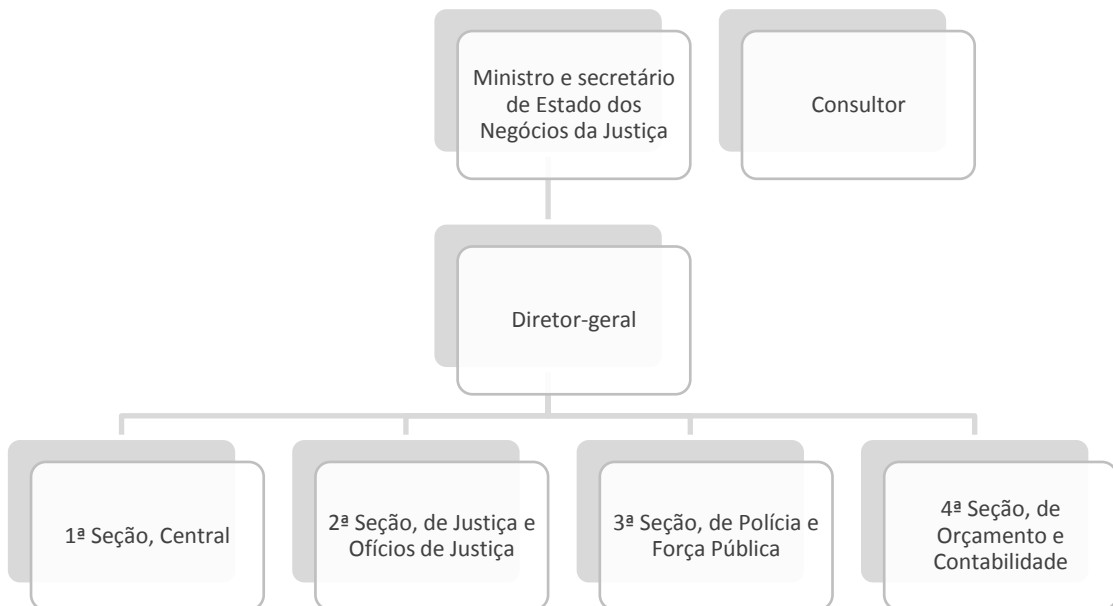 Ministro e secretário
de Estado dos
Negócios da Justiça
Consultor
Diretor-geral
1ª Seção, Central
2ª Seção, de Justiça e
Ofícios de Justiça
3ª Seção, de Polícia e
Força Pública
4ª Seção, de
Orçamento e
Contabilidade